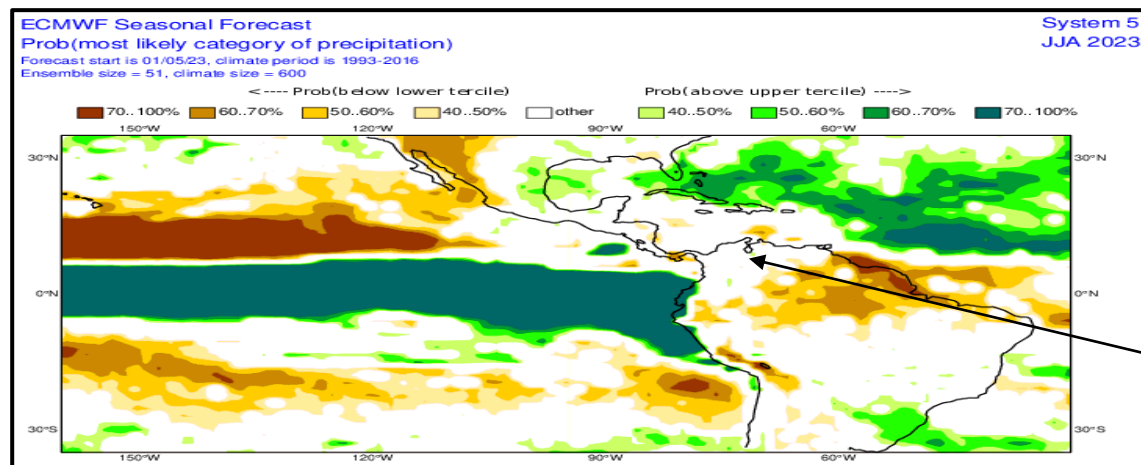 ECMWF Seasonal Forecast System 5
Prob(most likely category of precipitation) JJA 2023
Forecast start is 01/05/23, climate period is 1993-2016
Ensemble size = 51, climate size = 600
<---- Prob(below lower tercile) Prob(above upper tercile) ---->
70..100% 60..70% 50..60% 40..50% other 40..50% 50..60% 60..70% 70..100%
150°W 120°W 90°W 60°W
30°N 30°N
0°N 0°N
30°S 30°S
150°W 120°W 90°W 60°W